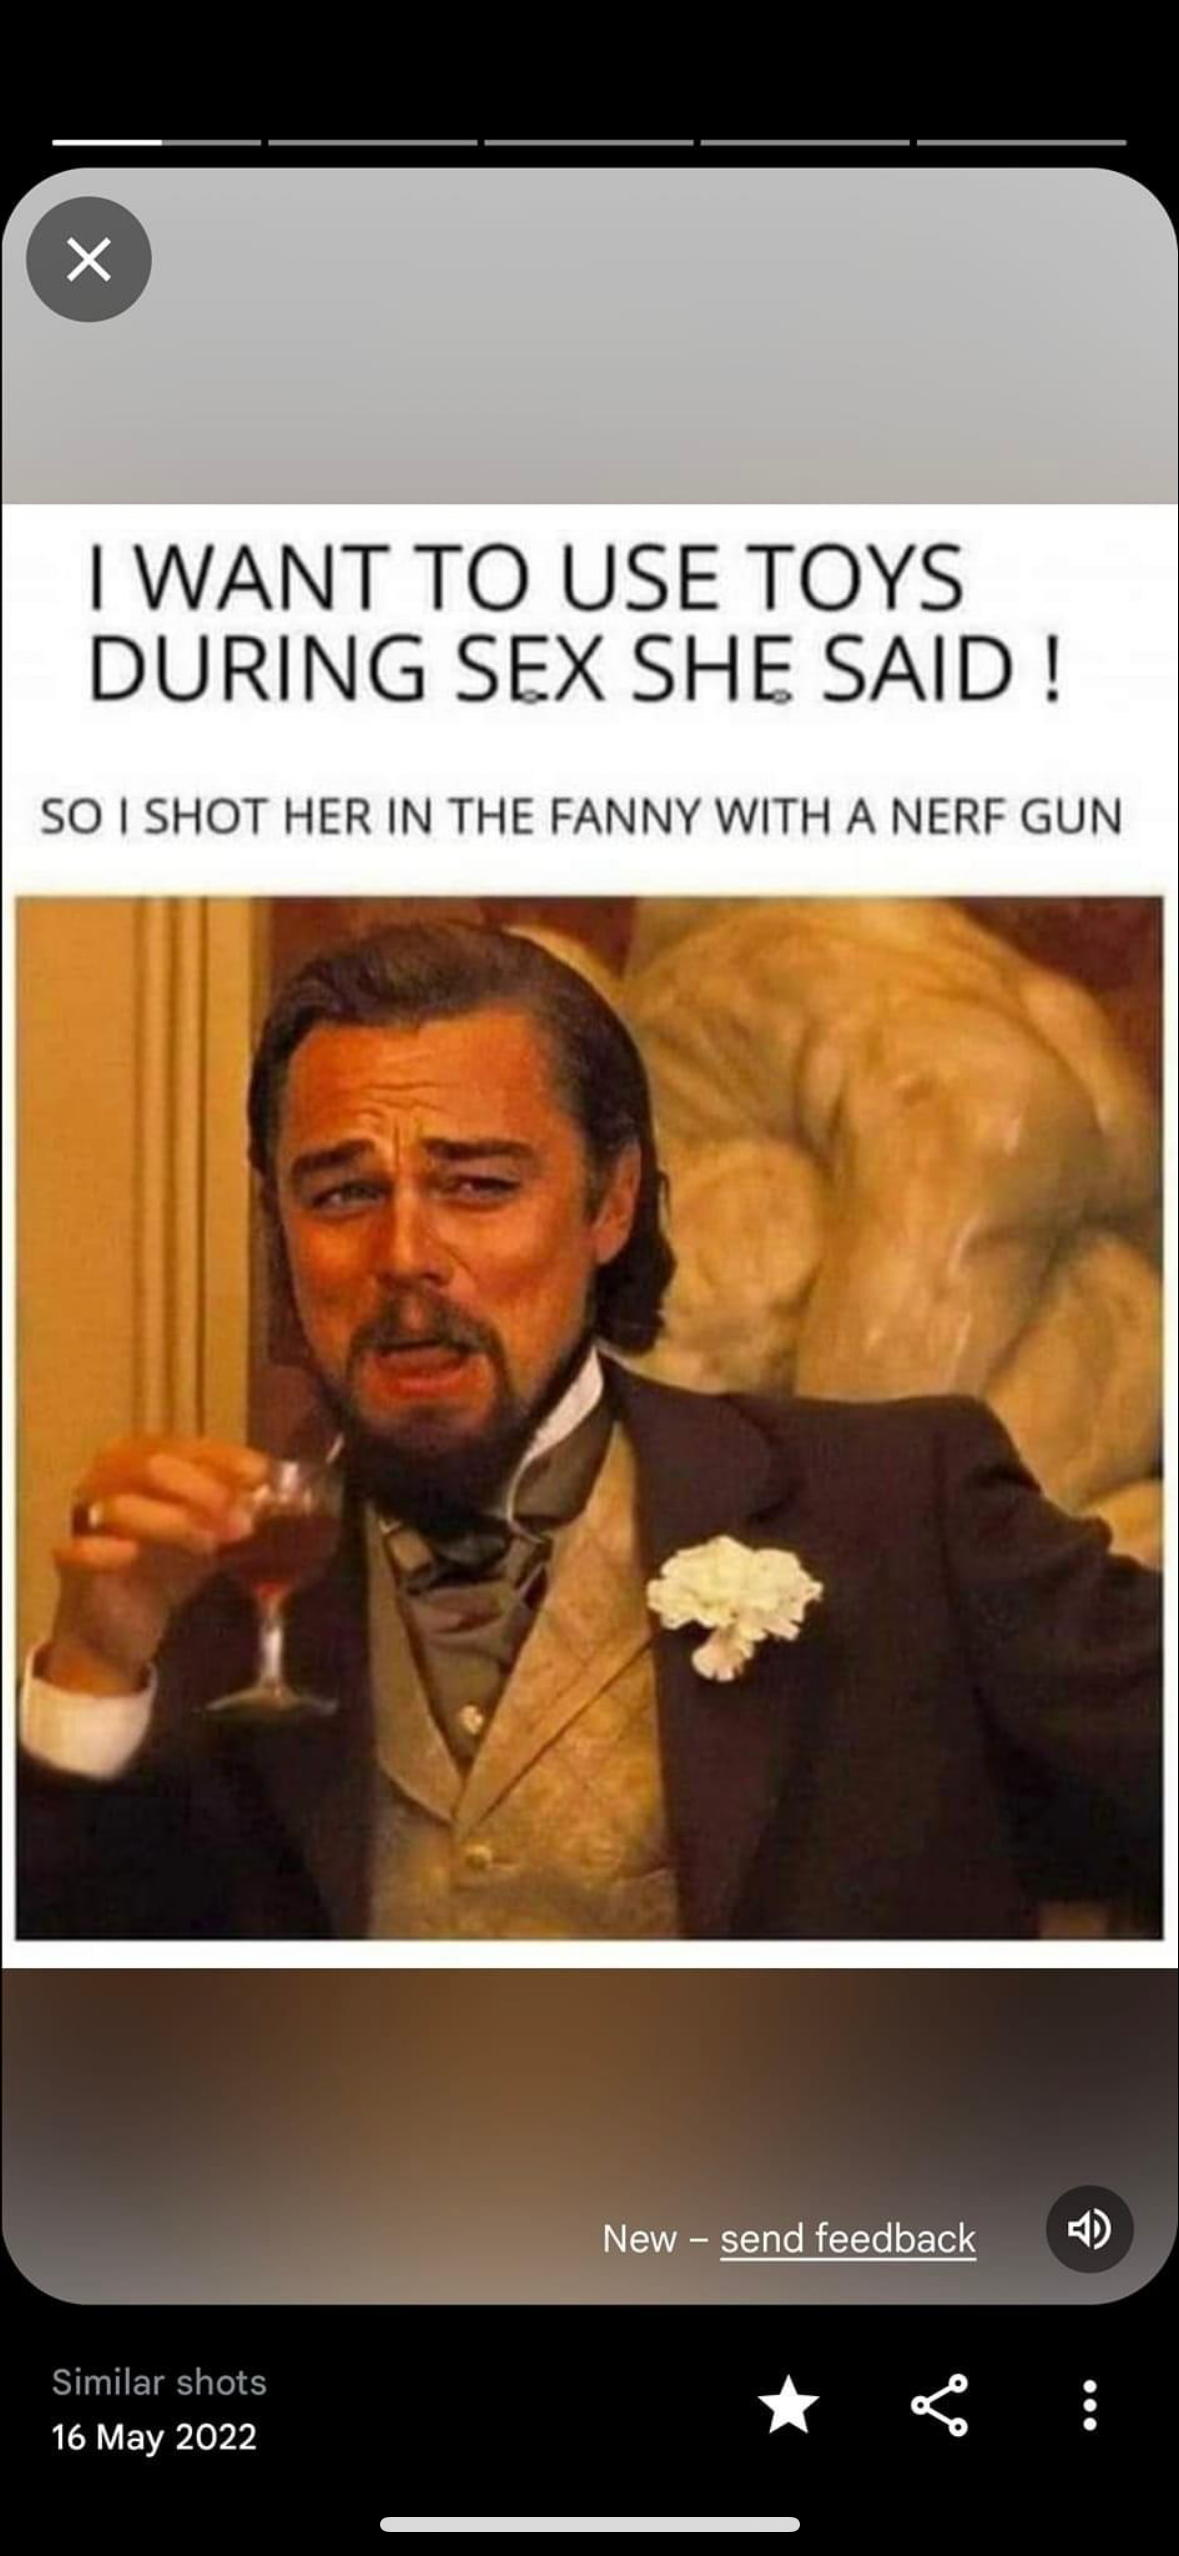 I WANT TO USE TOYS
DURING SEX SHE SAID !
SO I SHOT HER IN THE FANNY WITH A NERF GUN
New – send feedback
Similar shots
16 May 2022